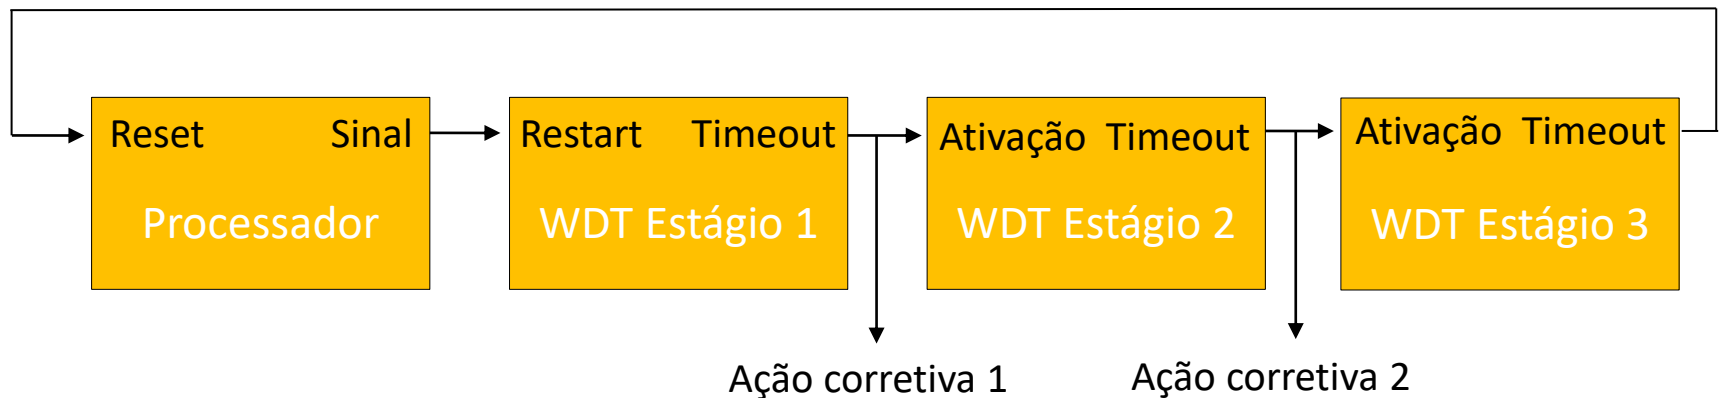 Reset Sinal
Processador
Restart Timeout
WDT Estágio 1
Ativação Timeout
WDT Estágio 2
Ativação Timeout
WDT Estágio 3
Ação corretiva 1
Ação corretiva 2